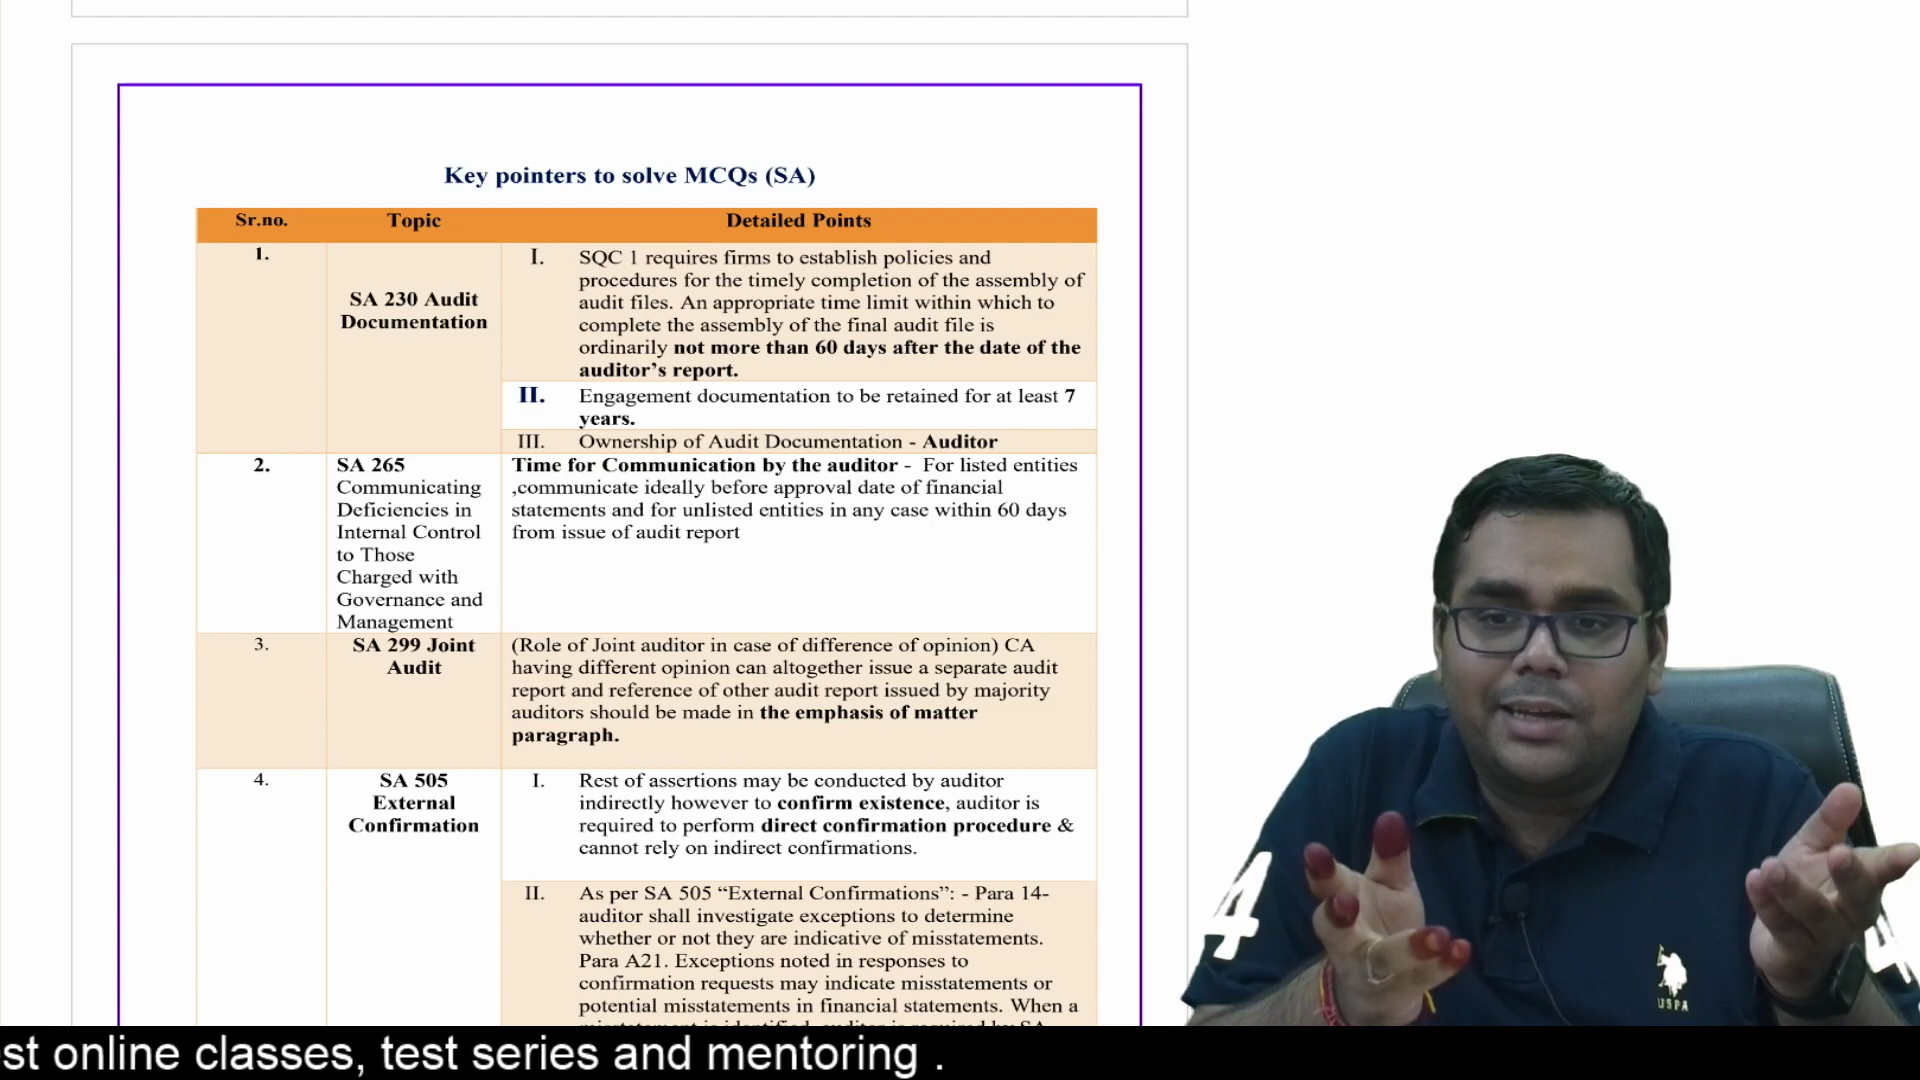 Key pointers to solve MCQs (SA)
Sr.no. Topic Detailed Points
1.
SA 230 Audit
Documentation
I. SQC 1 requires firms to establish policies and
procedures for the timely completion of the assembly of
audit files. An appropriate time limit within which to
complete the assembly of the final audit file is
ordinarily not more than 60 days after the date of the
auditor’s report.
II. Engagement documentation to be retained for at least 7
years.
III. Ownership of Audit Documentation - Auditor
2.
SA 265
Communicating
Deficiencies in
Internal Control
to Those
Charged with
Governance and
Management
Time for Communication by the auditor - For listed entities
,communicate ideally before approval date of financial
statements and for unlisted entities in any case within 60 days
from issue of audit report
3.
SA 299 Joint
Audit
(Role of Joint auditor in case of difference of opinion) CA
having different opinion can altogether issue a separate audit
report and reference of other audit report issued by majority
auditors should be made in the emphasis of matter
paragraph.
4.
SA 505
External
Confirmation
I. Rest of assertions may be conducted by auditor
indirectly however to confirm existence, auditor is
required to perform direct confirmation procedure &
cannot rely on indirect confirmations.
II. As per SA 505 “External Confirmations”: - Para 14-
auditor shall investigate exceptions to determine
whether or not they are indicative of misstatements.
Para A21. Exceptions noted in responses to
confirmation requests may indicate misstatements or
potential misstatements in financial statements. When a
4
USPA
st online classes, test series and mentoring .